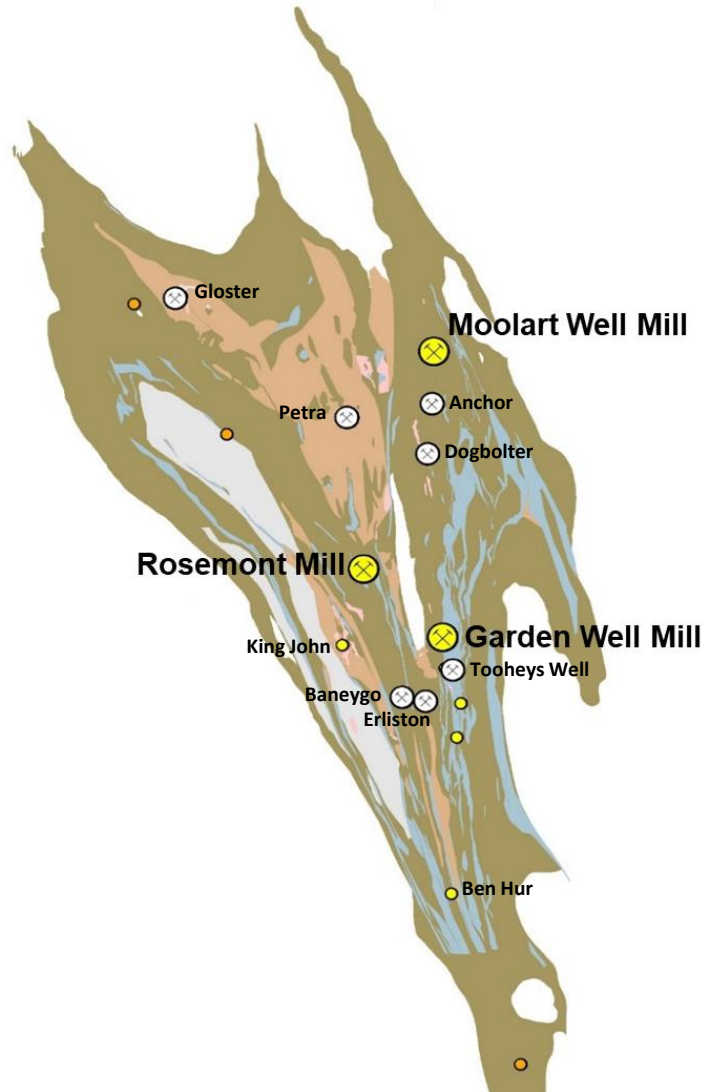 Gloster
Moolart Well Mill
Anchor
Petra
Dogbolter
Rosemont Mill
Garden Well Mill
King John
Tooheys Well
Baneygo
Erliston
Ben Hur